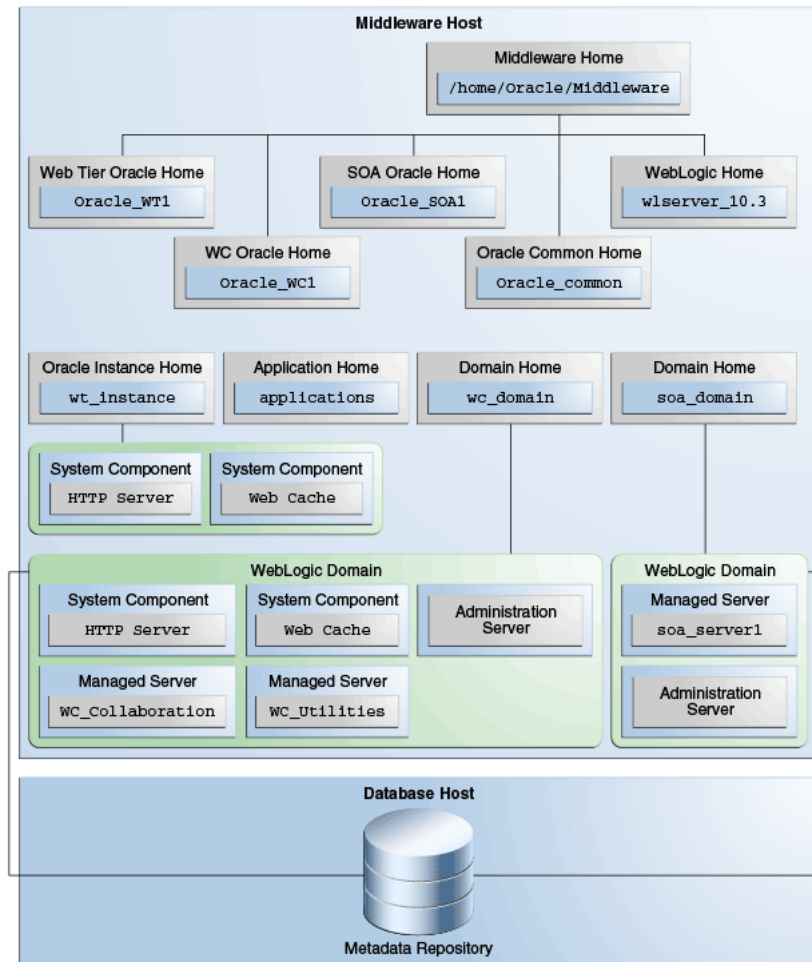 Middleware Host
Middleware Home
/home/Oracle/Middleware
Web Tier Oracle Home
Oracle_WT1
SOA Oracle Home
Oracle_SOA1
WebLogic Home
wlserver_10.3
WC Oracle Home
Oracle_WC1
Oracle Common Home
Oracle_common
Oracle Instance Home
wt_instance
Application Home
applications
Domain Home
wc_domain
Domain Home
soa_domain
System Component
HTTP Server
System Component
Web Cache
WebLogic Domain
System Component
HTTP Server
System Component
Web Cache
Administration
Server
Managed Server
WC_Collaboration
Managed Server
WC_Utilities
WebLogic Domain
Managed Server
soa_server1
Administration
Server
Database Host
Metadata Repository